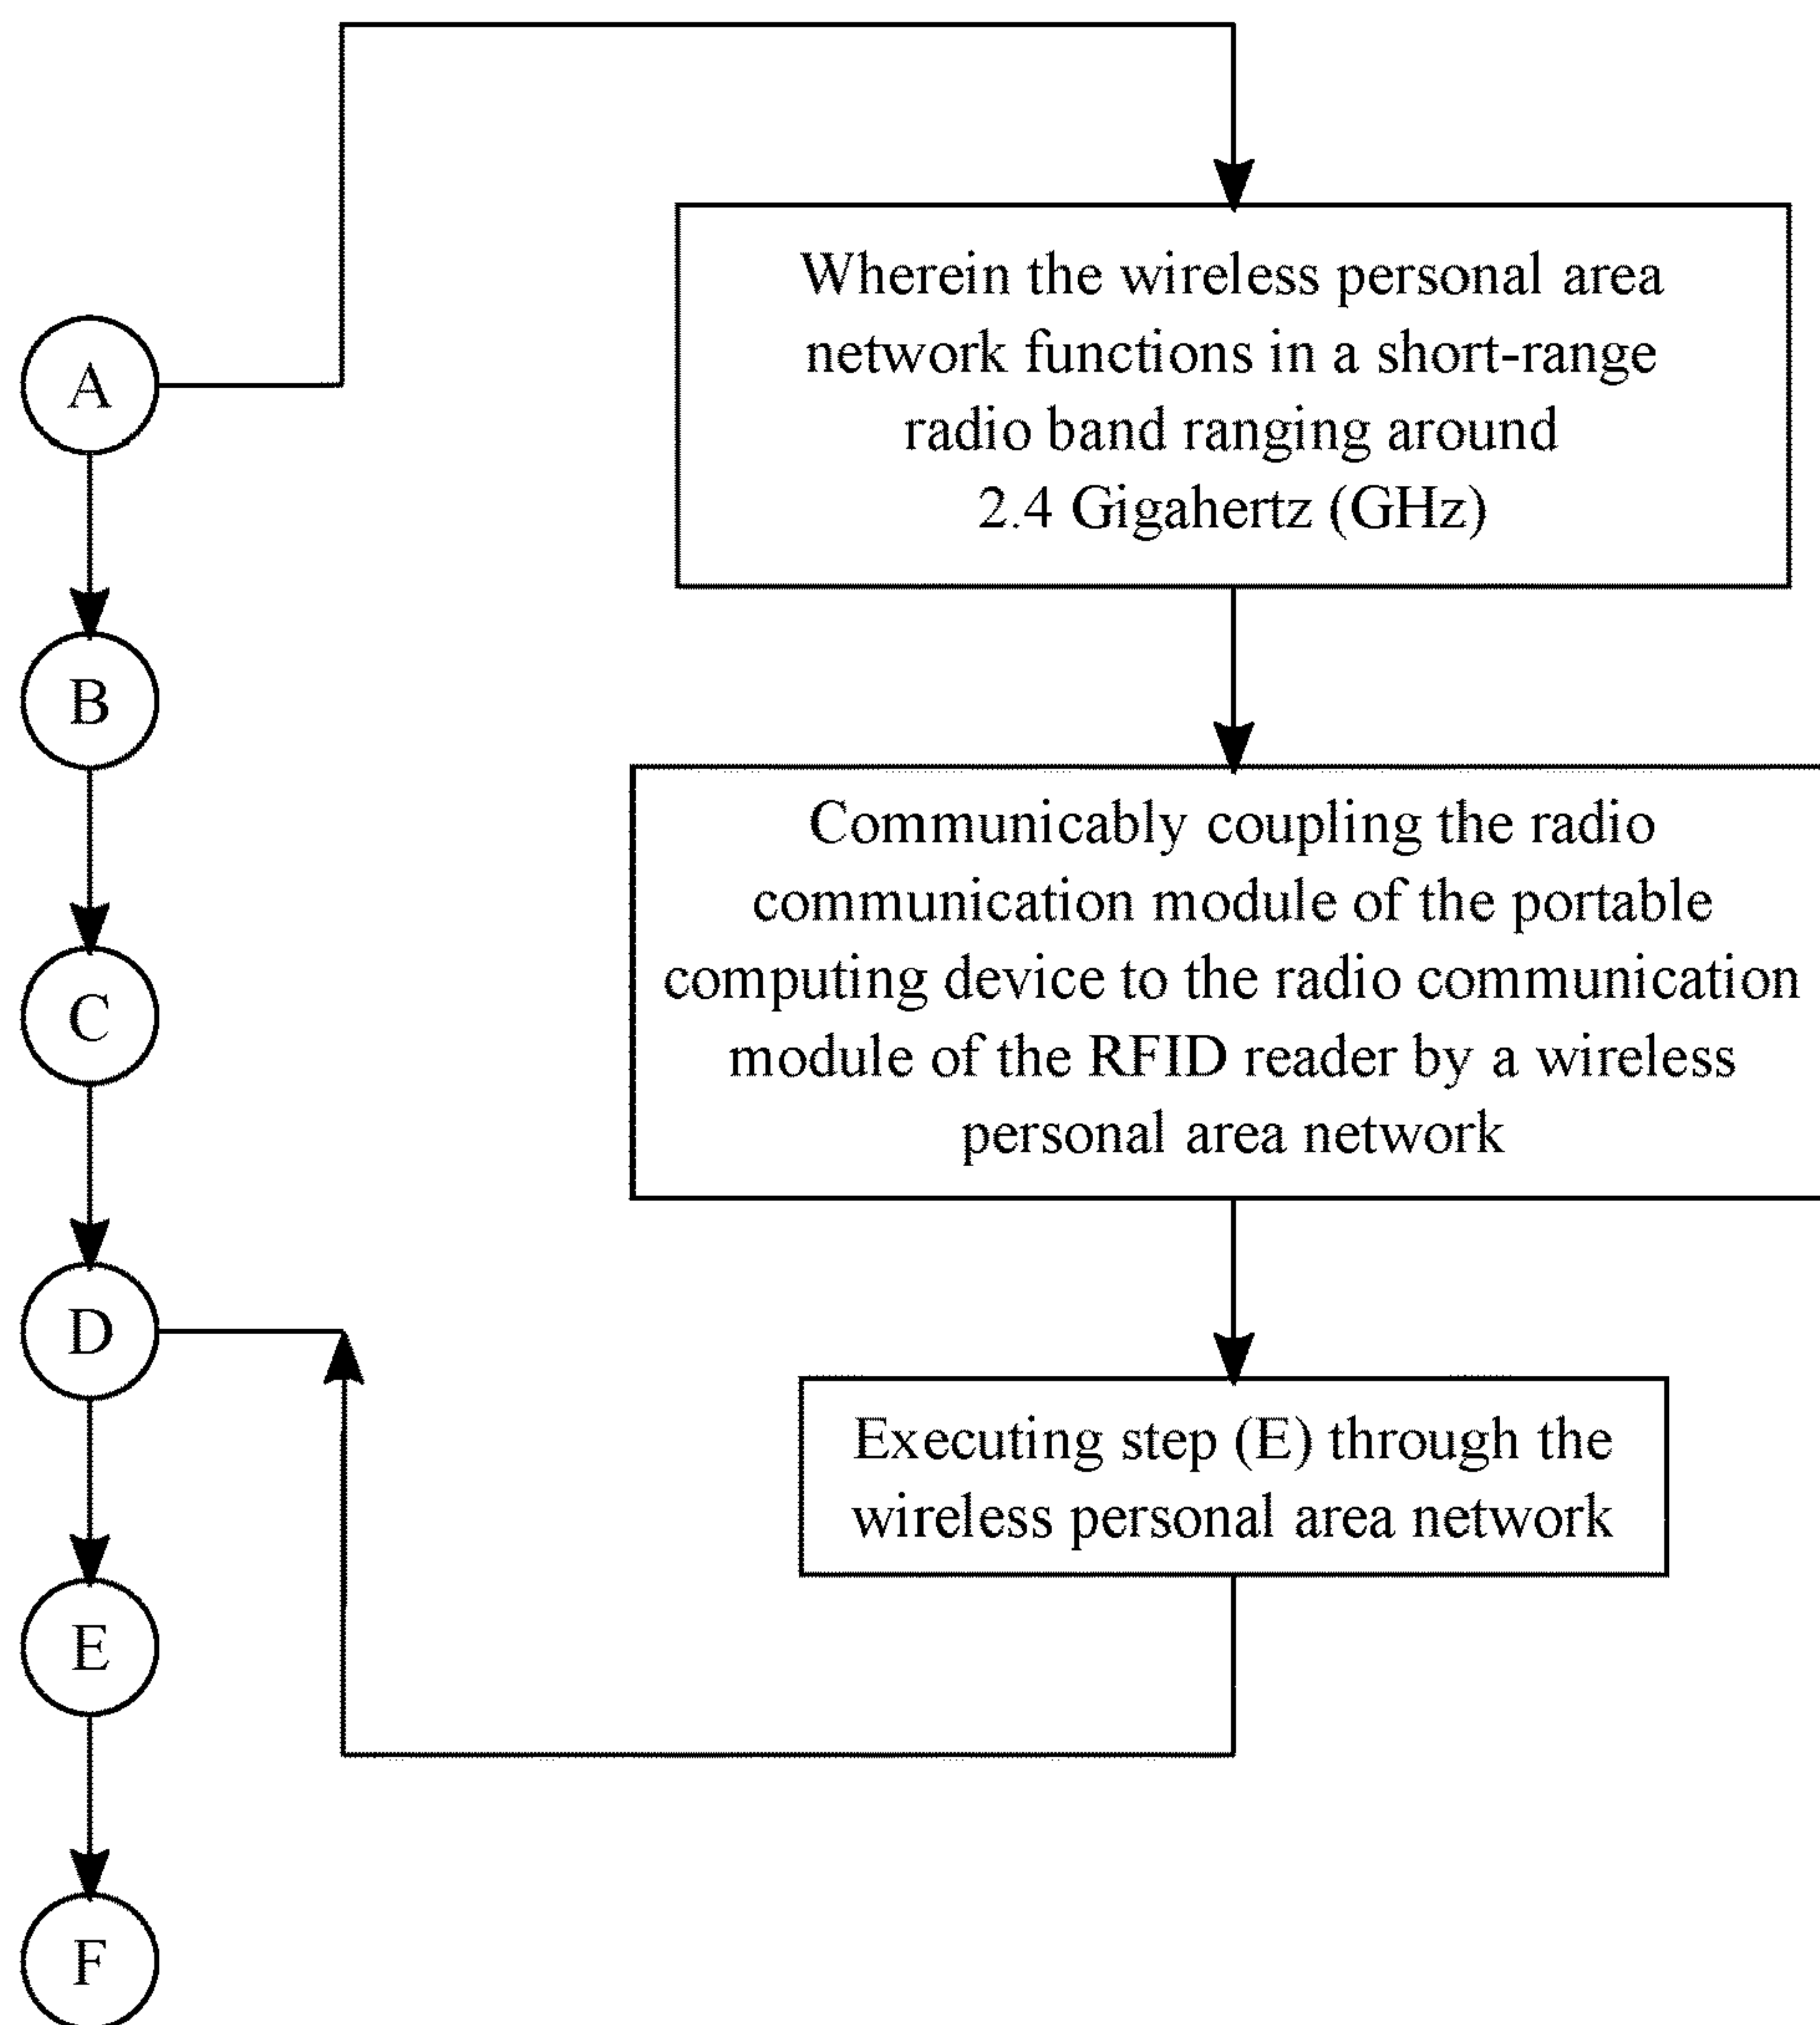 A
B
C
D
E
F
Wherein the wireless personal area
network functions in a short-range
radio band ranging around
2.4 Gigahertz (GHz)
Communicably coupling the radio
communication module of the portable
computing device to the radio communication
module of the RFID reader by a wireless
personal area network
Executing step (E) through the
wireless personal area network